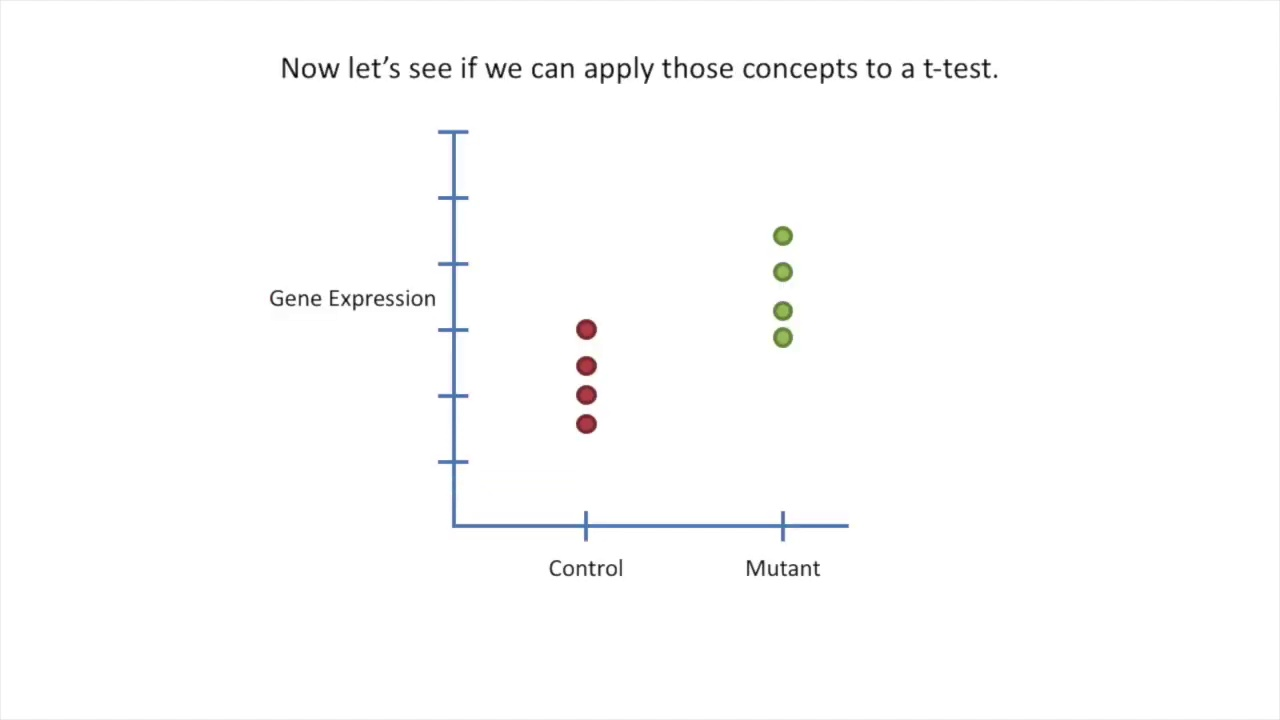 Now let’s see if we can apply those concepts to a t-test.
Gene Expression
Control
Mutant